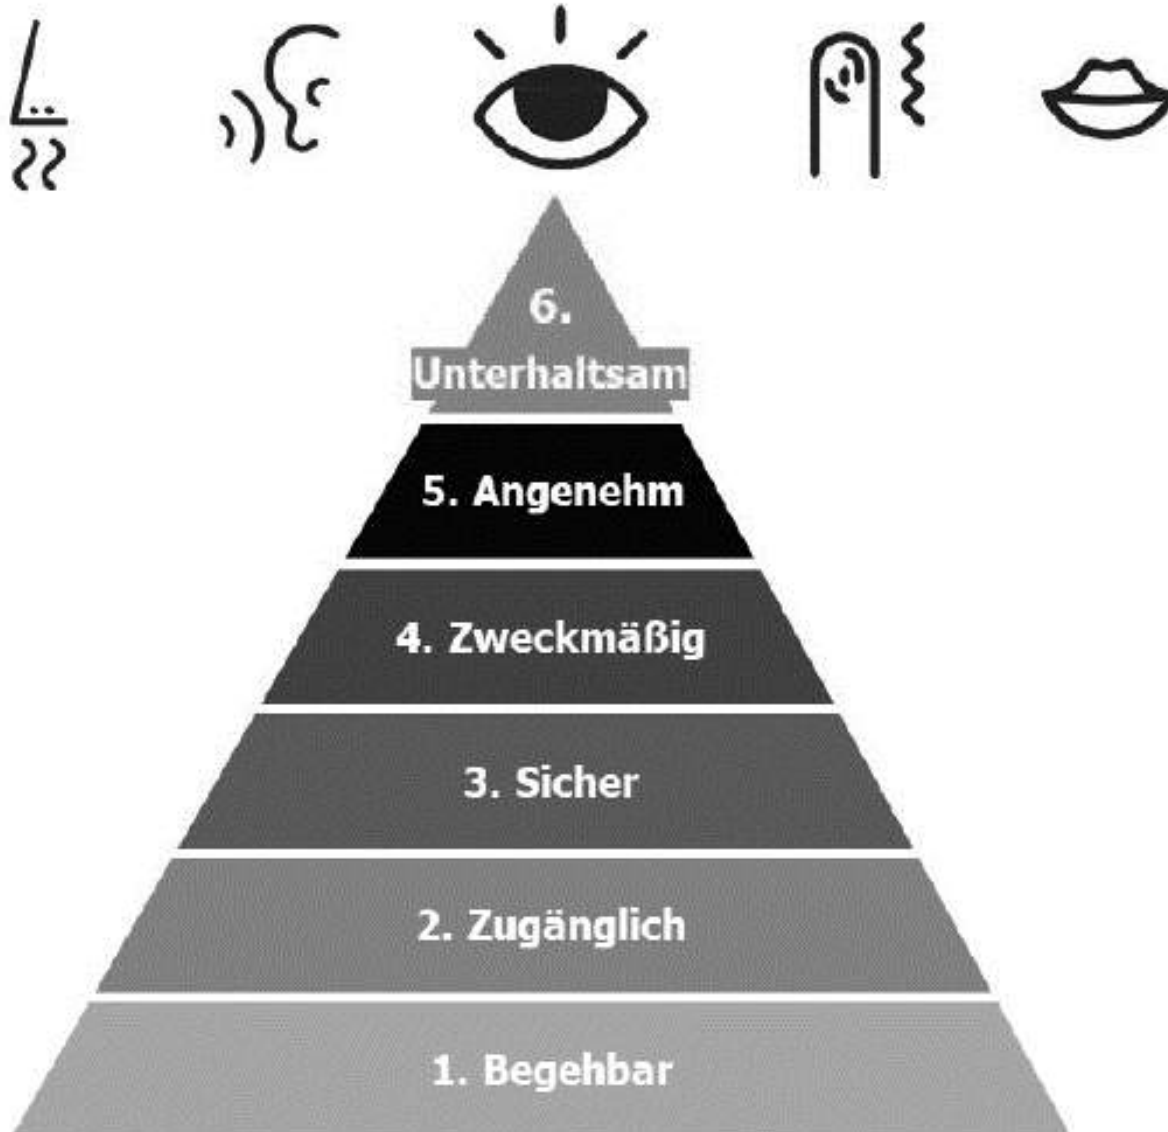 6.
Unterhaltsam
5. Angenehm
4. Zweckmäßig
3. Sicher
2. Zugänglich
1. Begehbar